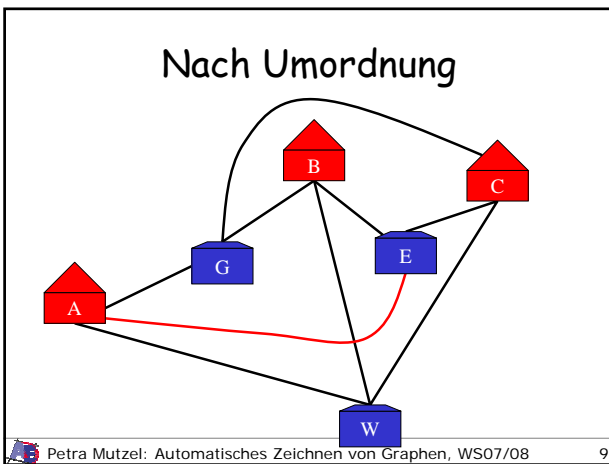 Nach Umordnung
B
C
G
E
A
W
Petra Mutzel: Automatisches Zeichnen von Graphen, WS07/08 9